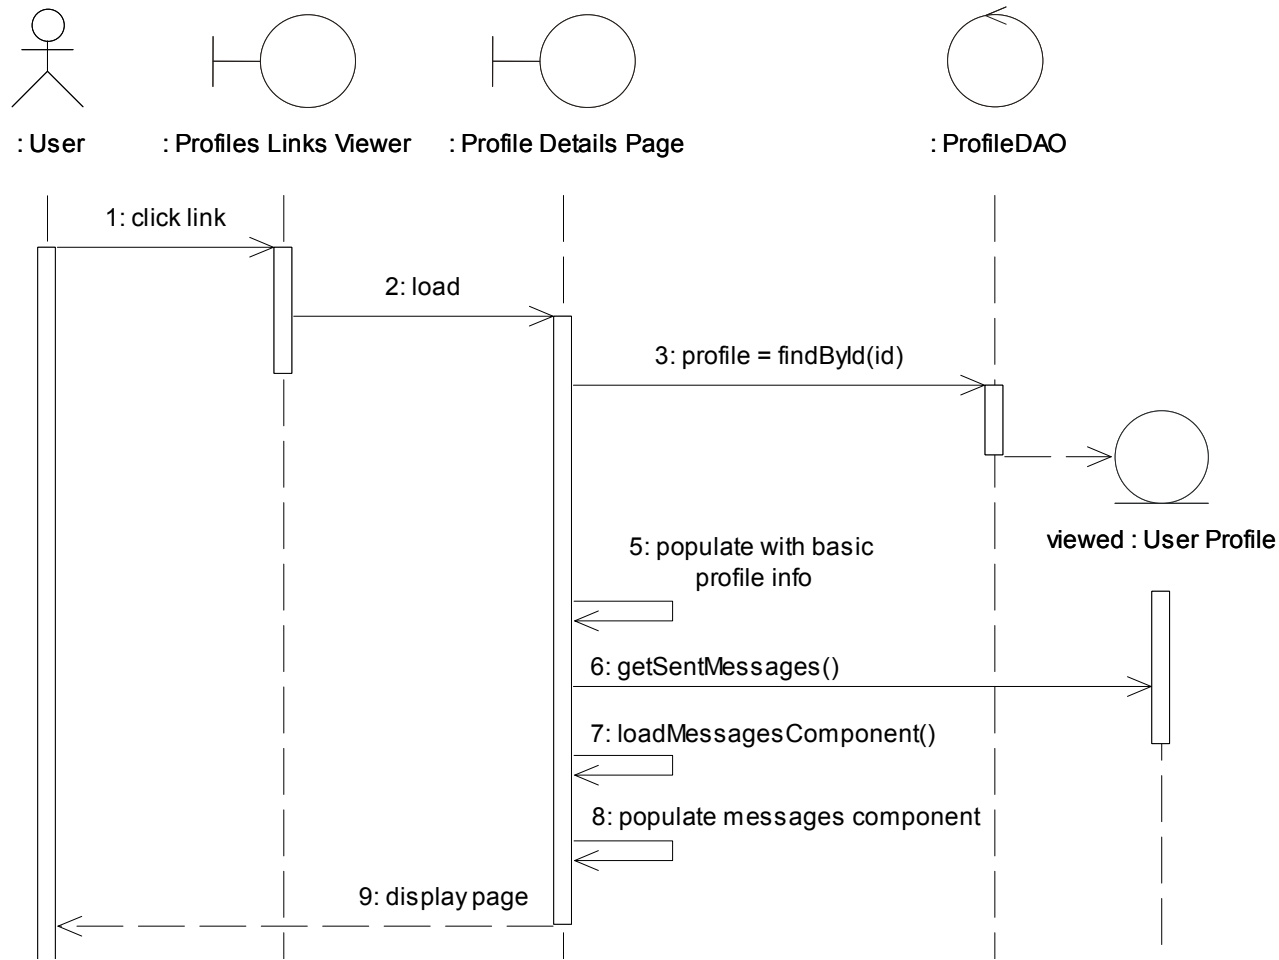 : User
: Profiles Links Viewer
: Profile Details Page
: ProfileDAO
1: click link
2: load
3: profile = findById(id)
viewed : User Profile
5: populate with basic
profile info
6: getSentMessages()
7: loadMessagesComponent()
8: populate messages component
9: display page